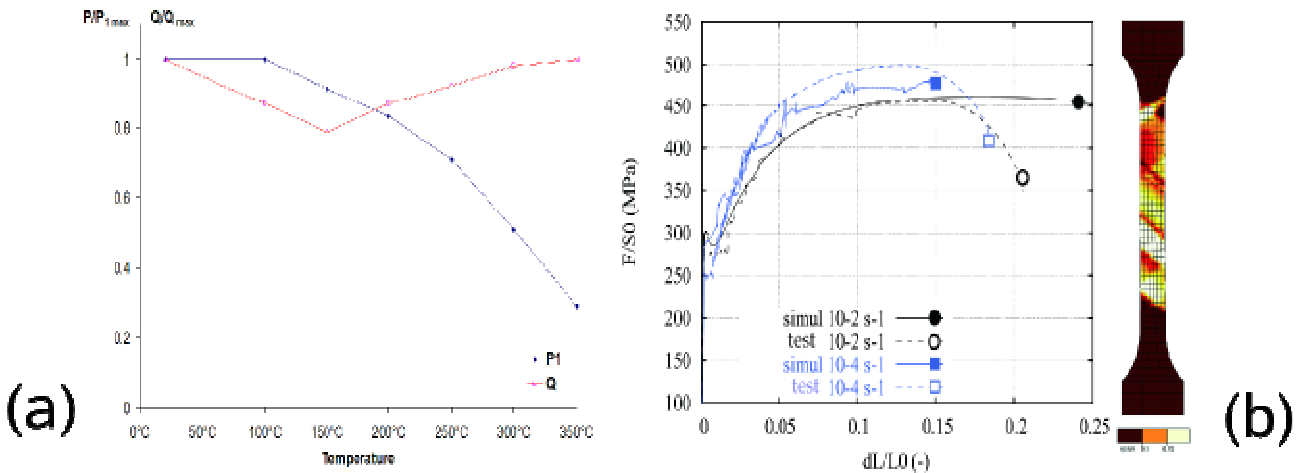 P/P1 max Q/Qmax
1
0.8
0.6
0.4
0.2
0
0°C 50°C 100°C 150°C 200°C 250°C 300°C 350°C
Temperature
P1
Q
(a)
550
500
450
400
350
300
250
200
150
100
0 0.05 0.1 0.15 0.2 0.25
F/S0 (MPa)
dL/L0 (-)
simul 10-2 s-1
test 10-2 s-1
simul 10-4 s-1
test 10-4 s-1
(b)